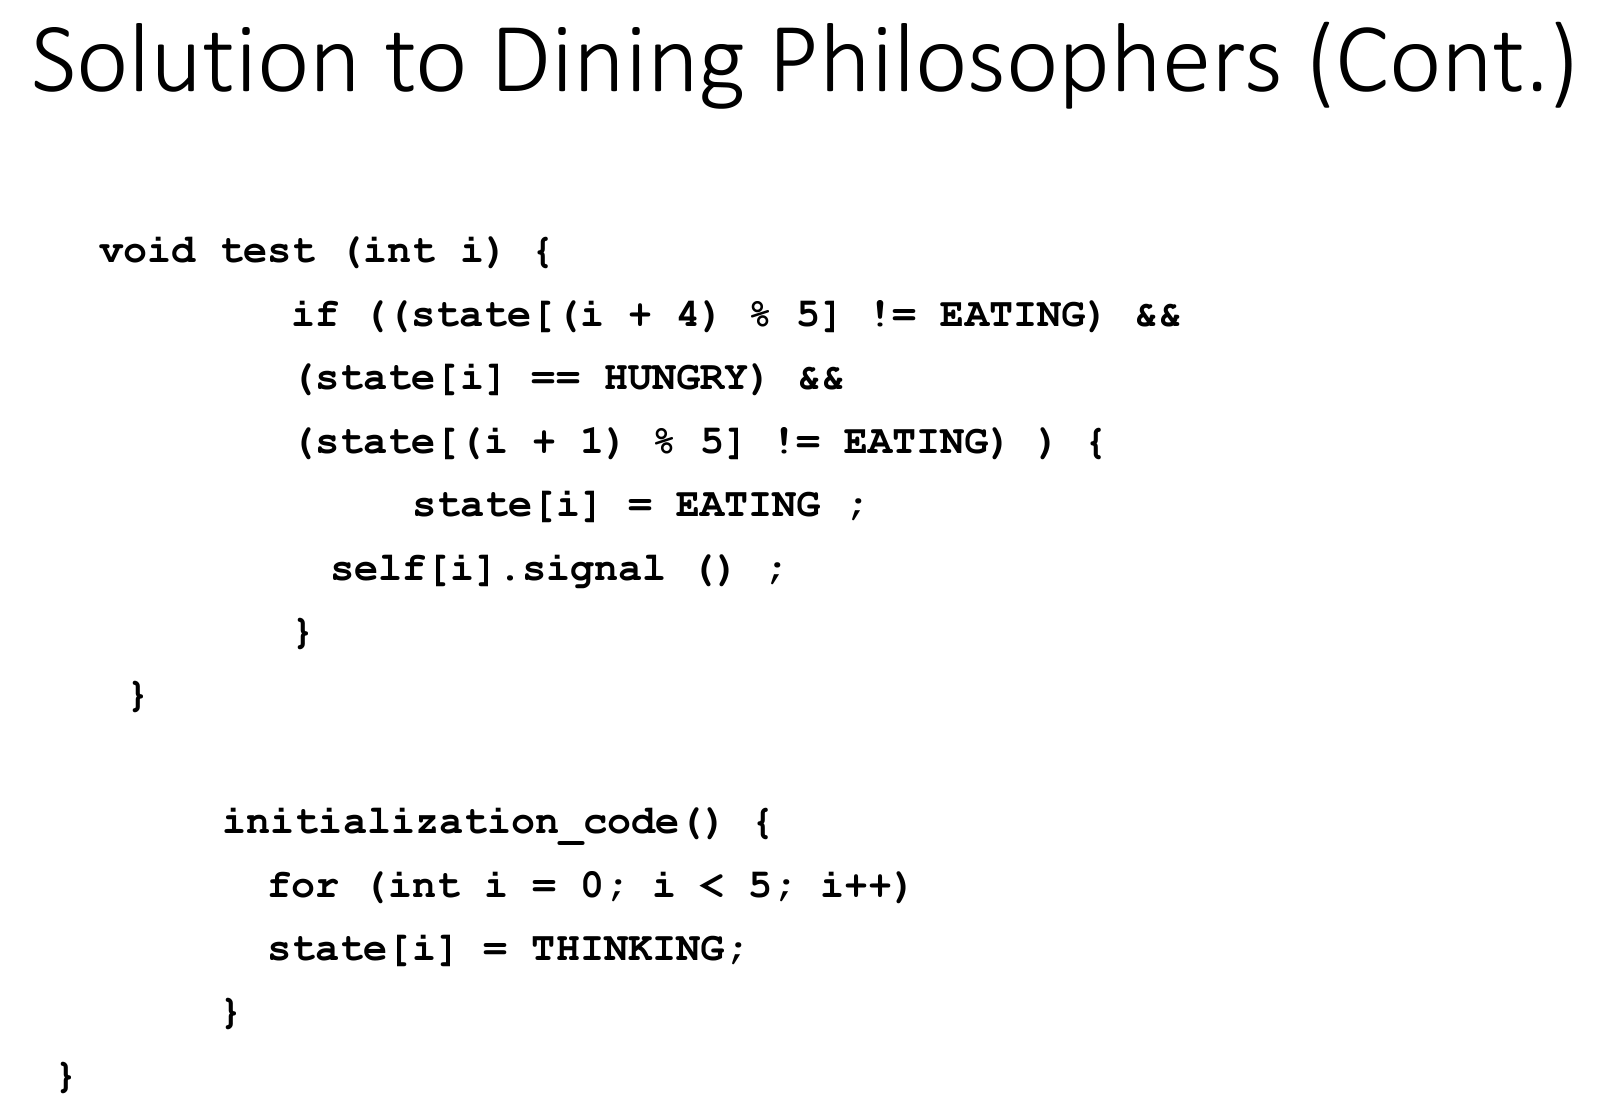 Solution to Dining Philosophers (Cont.)
void test (int i) {
if ((state[(i + 4) % 5] != EATING) &&
(state[i] == HUNGRY) &&
(state[(i + 1) % 5] != EATING) ) {
state[i] = EATING ;
self[i].signal () ;
}
}
initialization_code() {
for (int i = 0; i < 5; i++)
state[i] = THINKING;
}
}